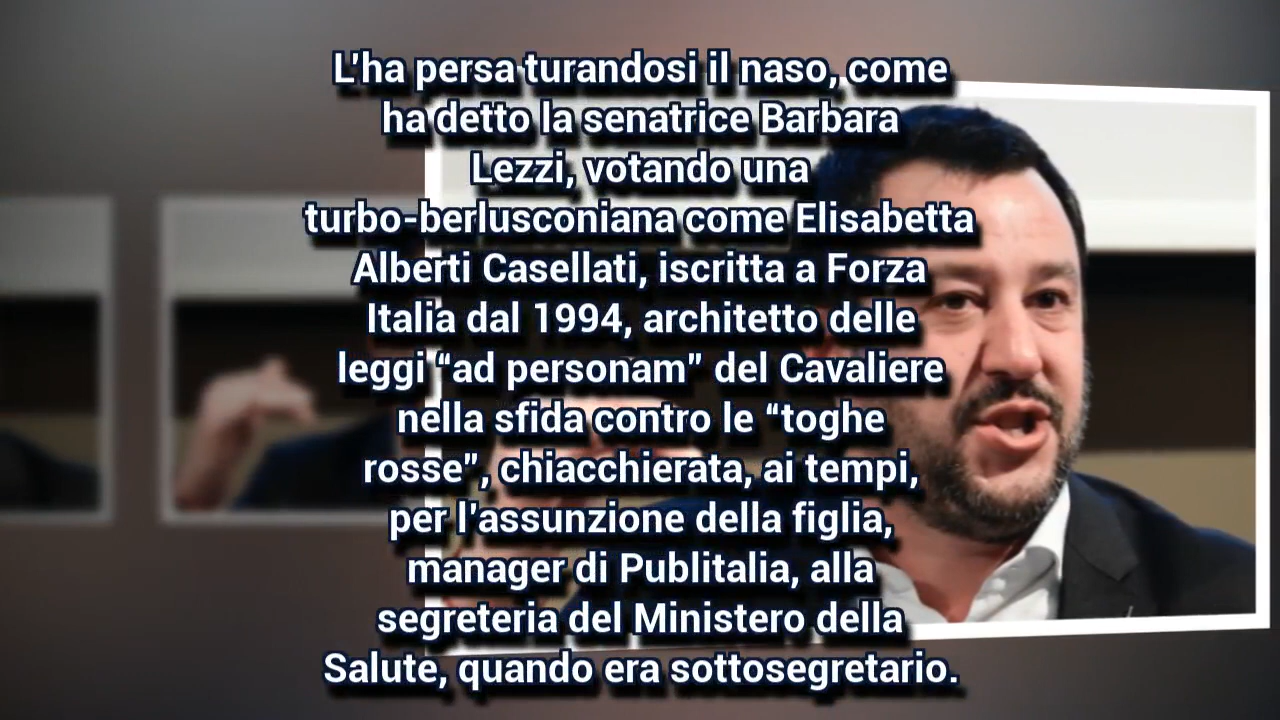 L'ha persa turandosi il naso, come
ha detto la senatrice Barbara
Lezzi, votando una
turbo-berlusconiana come Elisabetta
Alberti Casellati, iscritta a Forza
Italia dal 1994, architetto delle
leggi “ad personam” del Cavaliere
nella sfida contro le “toghe
rosse”, chiacchierata, ai tempi,
per l'assunzione della figlia,
manager di Publitalia, alla
segreteria del Ministero della
Salute, quando era sottosegretario.